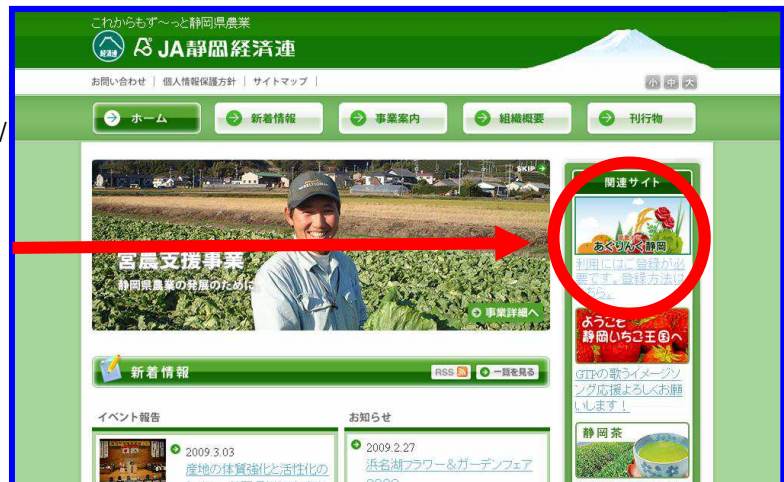 これからもず～っと静岡県農業
経済連 JA静岡経済連
お問い合わせ | 個人情報保護方針 | サイトマップ |
小 中 大
/
ホーム 新着情報 事業案内 組織概要 刊行物
SKIP
営農支援事業
静岡県農業の発展のために
事業詳細へ
関連サイト
あぐりんぐ静岡
利用にはご登録が必
要です。登録方法は
こちら。
ようこそ
静岡いちご王国へ
GTPの歌うイメージソ
ング応援よろしくお願
いします！
静岡茶
新着情報
RSS 一覧を見る
イベント報告
2009.3.03
産地の体質強化と活性化の
お知らせ
2009.2.27
浜名湖フラワー＆ガーデンフェア